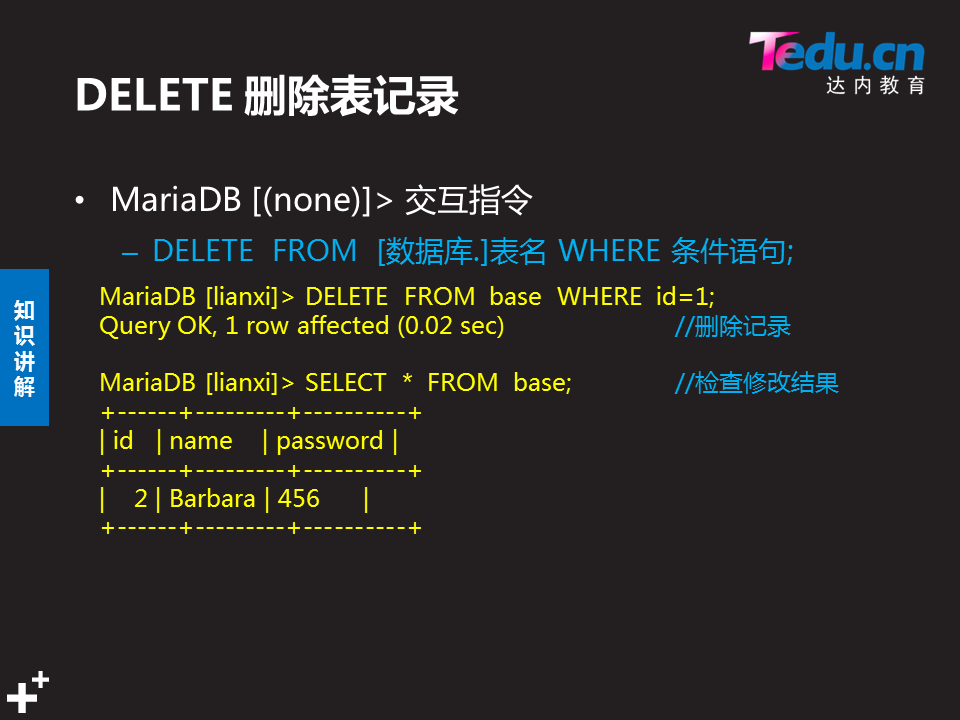 Tedu.cn
达内教育
DELETE 删除表记录
• MariaDB [(none)]> 交互指令
– DELETE  FROM  [数据库.]表名 WHERE 条件语句;
知识讲解
MariaDB [lianxi]> DELETE  FROM  base  WHERE  id=1;
Query OK, 1 row affected (0.02 sec) //删除记录
MariaDB [lianxi]> SELECT  *  FROM  base; //检查修改结果
+------+---------+----------+
| id   | name    | password |
+------+---------+----------+
|    2 | Barbara | 456      |
+------+---------+----------+